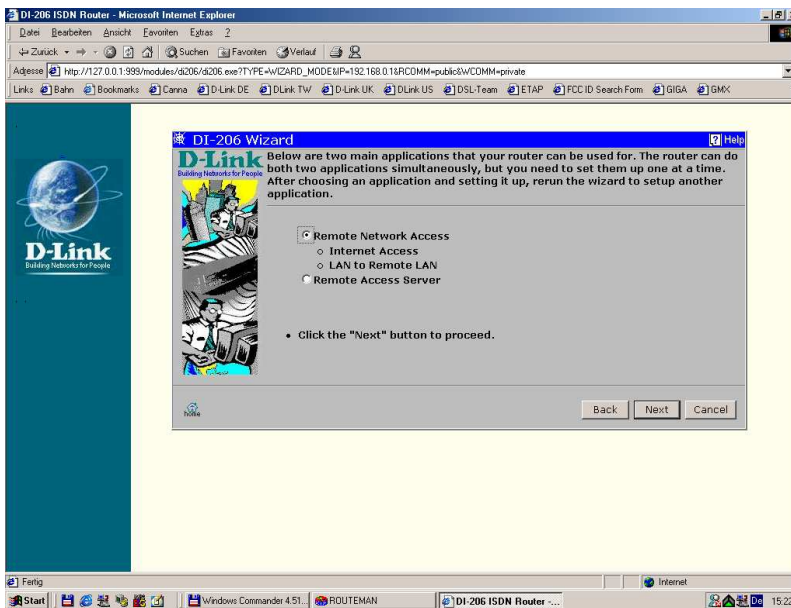 DI-206 ISDN Router - Microsoft Internet Explorer
Datei Bearbeiten Ansicht Favoriten Extras ?
Zurück Suchen Favoriten Verlauf
Adresse http://127.0.0.1:999/modules/di206/di206.exe?TYPE=WIZARD_MODE&IP=192.168.0.1&RCOMM=public&WCOMM=private
Links Bahn Bookmarks Canna D-Link DE DLink TW D-Link UK DLink US DSL-Team ETAP FCC ID Search Form GIGA GMX
DI-206 Wizard Help
D-Link
Building Networks for People
Below are two main applications that your router can be used for. The router can do
both two applications simultaneously, but you need to set them up one at a time.
After choosing an application and setting it up, rerun the wizard to setup another
application.
D-Link
Building Networks for People
Remote Network Access
Internet Access
LAN to Remote LAN
Remote Access Server
Click the "Next" button to proceed.
home
Back Next Cancel
Fertig Internet
Start Windows Commander 4.51... ROUTEMAN DI-206 ISDN Router -... De 15:22